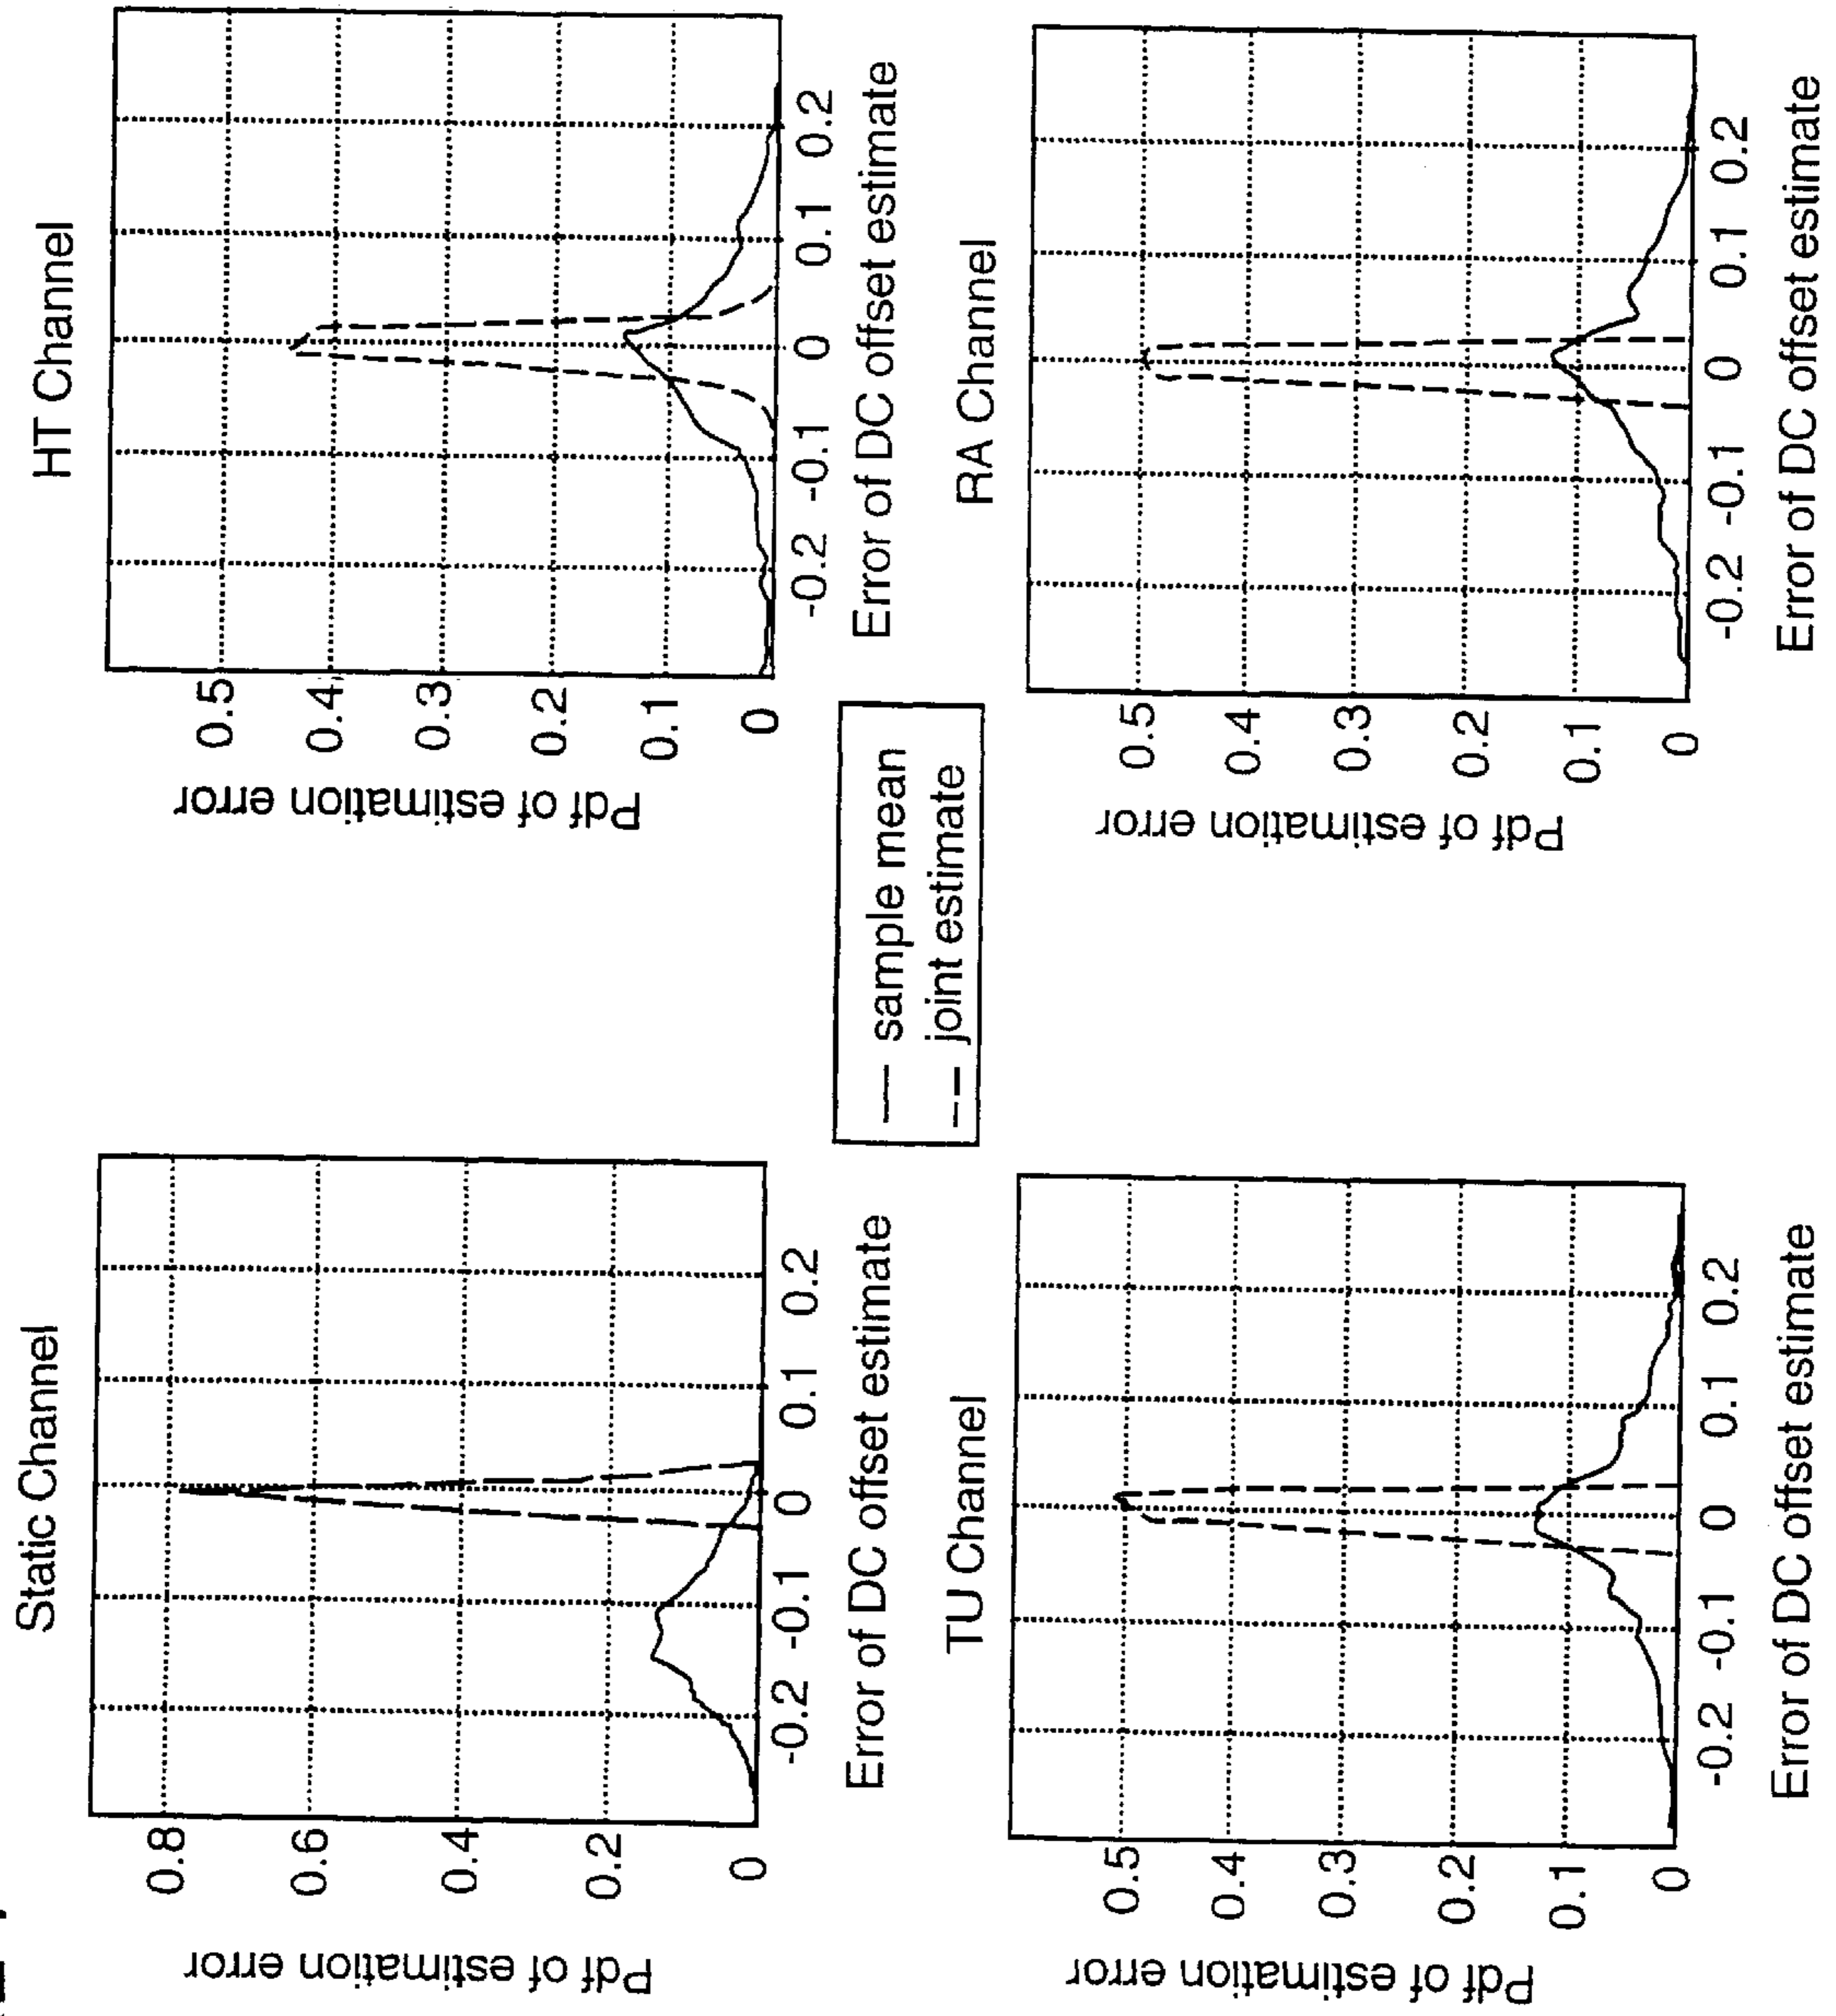 Static Channel
Pdf of estimation error
0.8
0.6
0.4
0.2
0
-0.2 -0.1 0 0.1 0.2
Error of DC offset estimate
HT Channel
Pdf of estimation error
0.5
0.4
0.3
0.2
0.1
0
-0.2 -0.1 0 0.1 0.2
Error of DC offset estimate
— sample mean
-- joint estimate
TU Channel
Pdf of estimation error
0.5
0.4
0.3
0.2
0.1
0
-0.2 -0.1 0 0.1 0.2
Error of DC offset estimate
RA Channel
Pdf of estimation error
0.5
0.4
0.3
0.2
0.1
0
-0.2 -0.1 0 0.1 0.2
Error of DC offset estimate